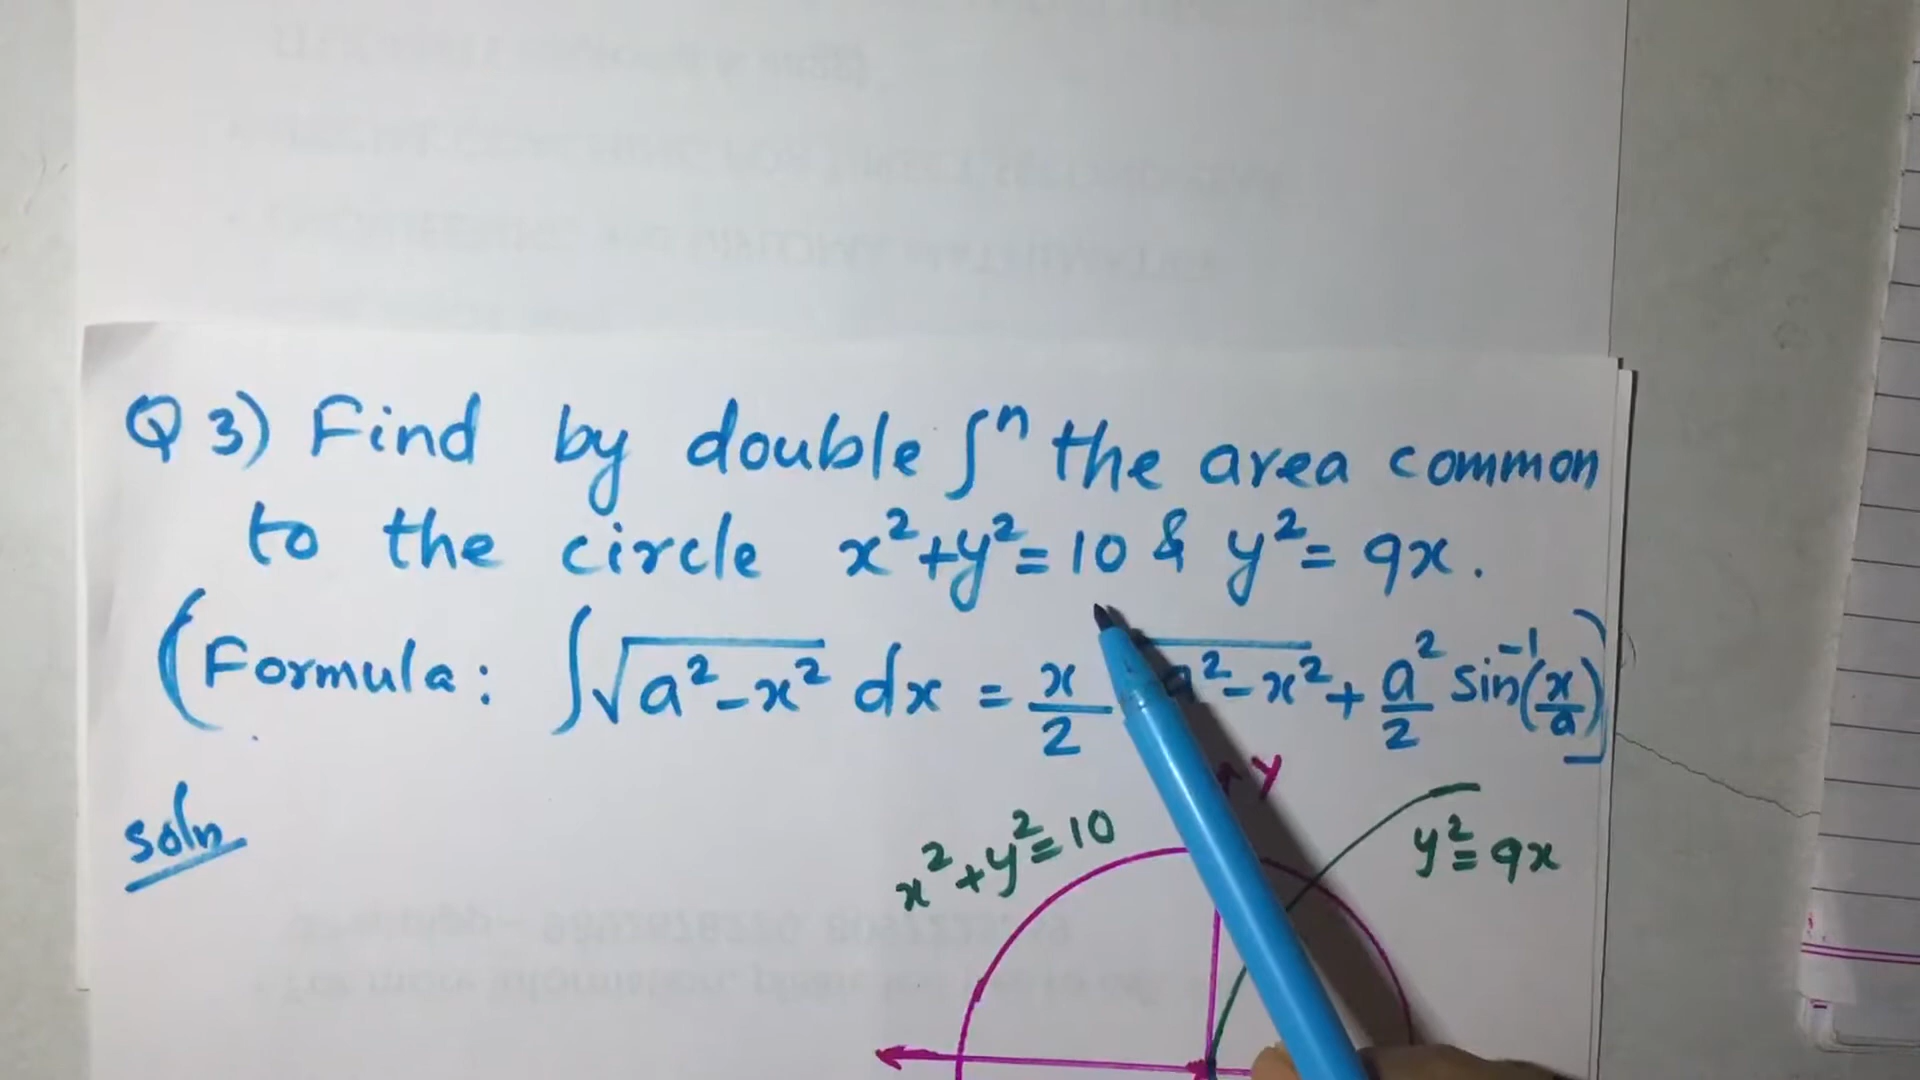 Q 3) Find by double ∫ⁿ the area common
to the circle x²+y²=10 & y²= 9x.
(Formula: ∫√a²-x² dx = x/2 a²-x² + a²/2 sin⁻¹(x/a))
Soln
y
x²+y²=10
y²=9x